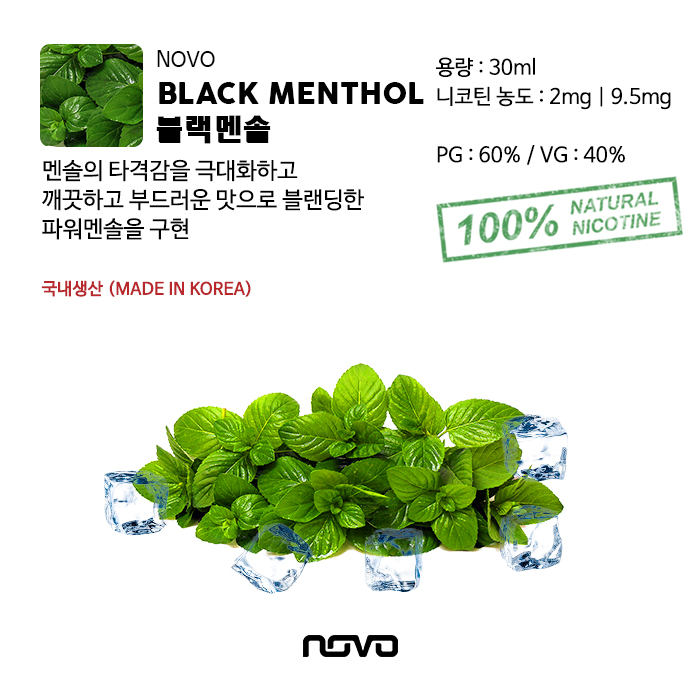 NOVO
BLACK MENTHOL
블랙멘솔
멘솔의 타격감을 극대화하고
깨끗하고 부드러운 맛으로 블랜딩한
파워멘솔을 구현
국내생산 (MADE IN KOREA)
용량 : 30ml
니코틴 농도 : 2mg | 9.5mg
PG : 60% / VG : 40%
100% NATURAL
NICOTINE
novo